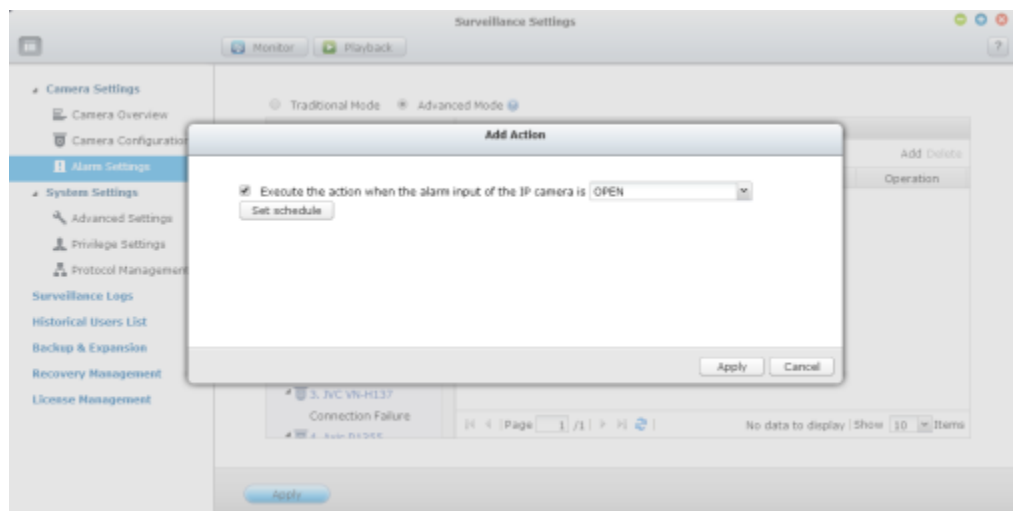 Surveillance Settings
Monitor Playback
Camera Settings
Camera Overview
Camera Configuration
Alarm Settings
System Settings
Advanced Settings
Privilege Settings
Protocol Management
Surveillance Logs
Historical Users List
Backup & Expansion
Recovery Management
License Management
Traditional Mode Advanced Mode
Add Delete
Operation
Add Action
Execute the action when the alarm input of the IP camera is OPEN
Set schedule
Apply Cancel
3. JVC VN-H137
Connection Failure
Page 1 /1
No data to display | Show 10 Items
Apply